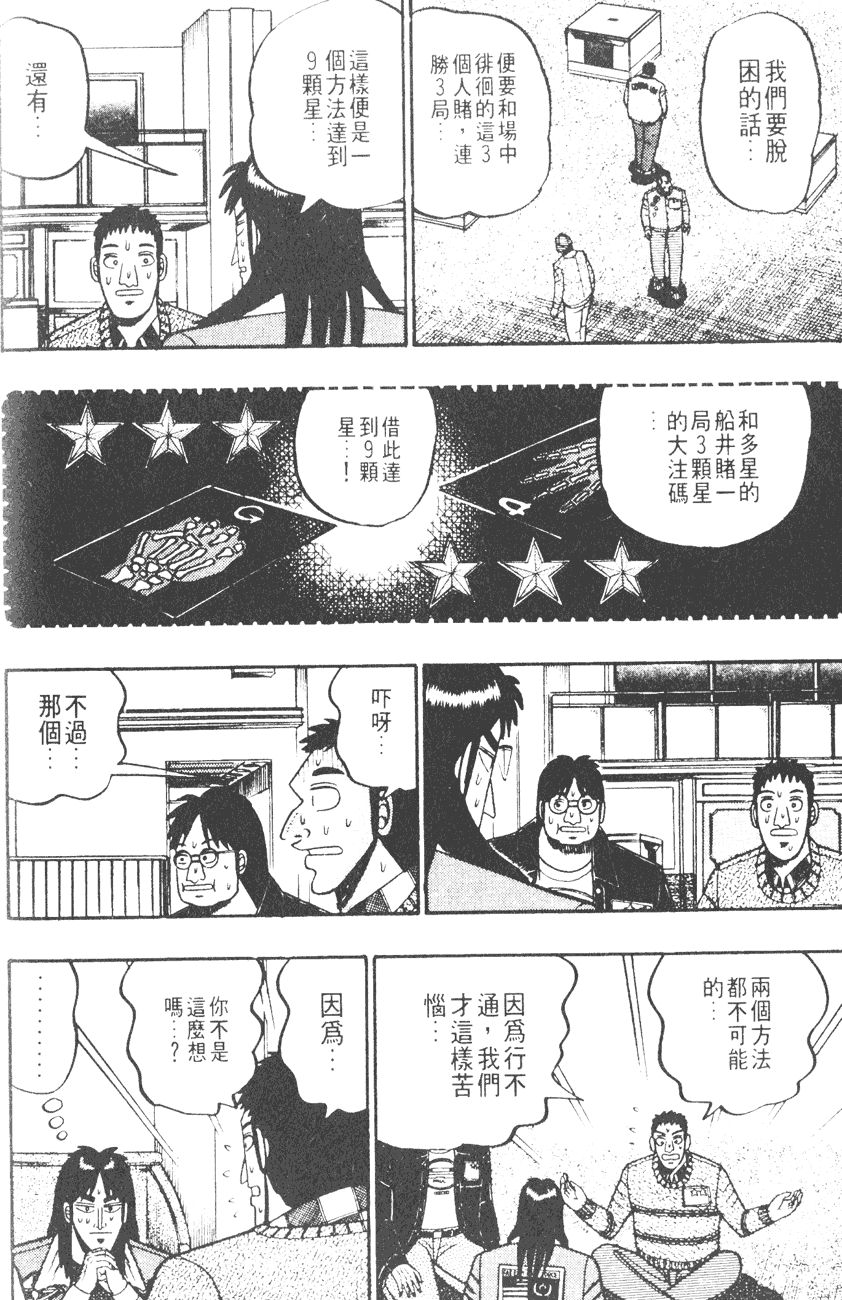 我們要脫
困的話…
便要和場中
徘徊的這3
個人賭，連
勝3局…
這樣便是一
個方法達到
9顆星…
還有…
和多星的
船井賭一
局3顆星
的大注碼
…
借此達
到9顆
星…！
吓呀…
不過…
那個…
兩個方法
都不可能
的…
因為行不
通，我們
才這樣苦
惱…
因為…
你不是
這麼想
嗎…？
………